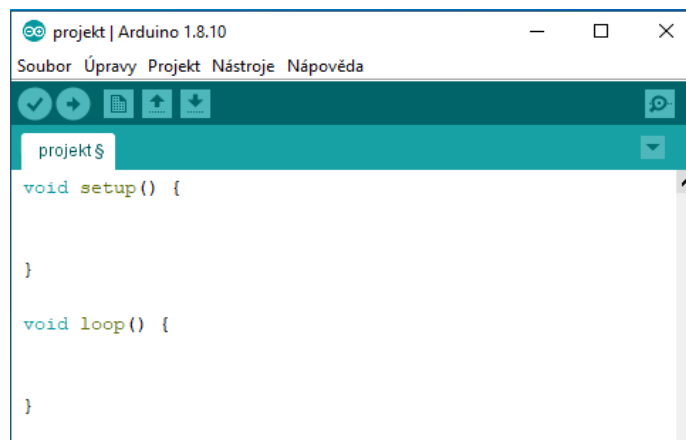 projekt | Arduino 1.8.10
Soubor Úpravy Projekt Nástroje Nápověda
projekt §
void setup() {
}
void loop() {
}